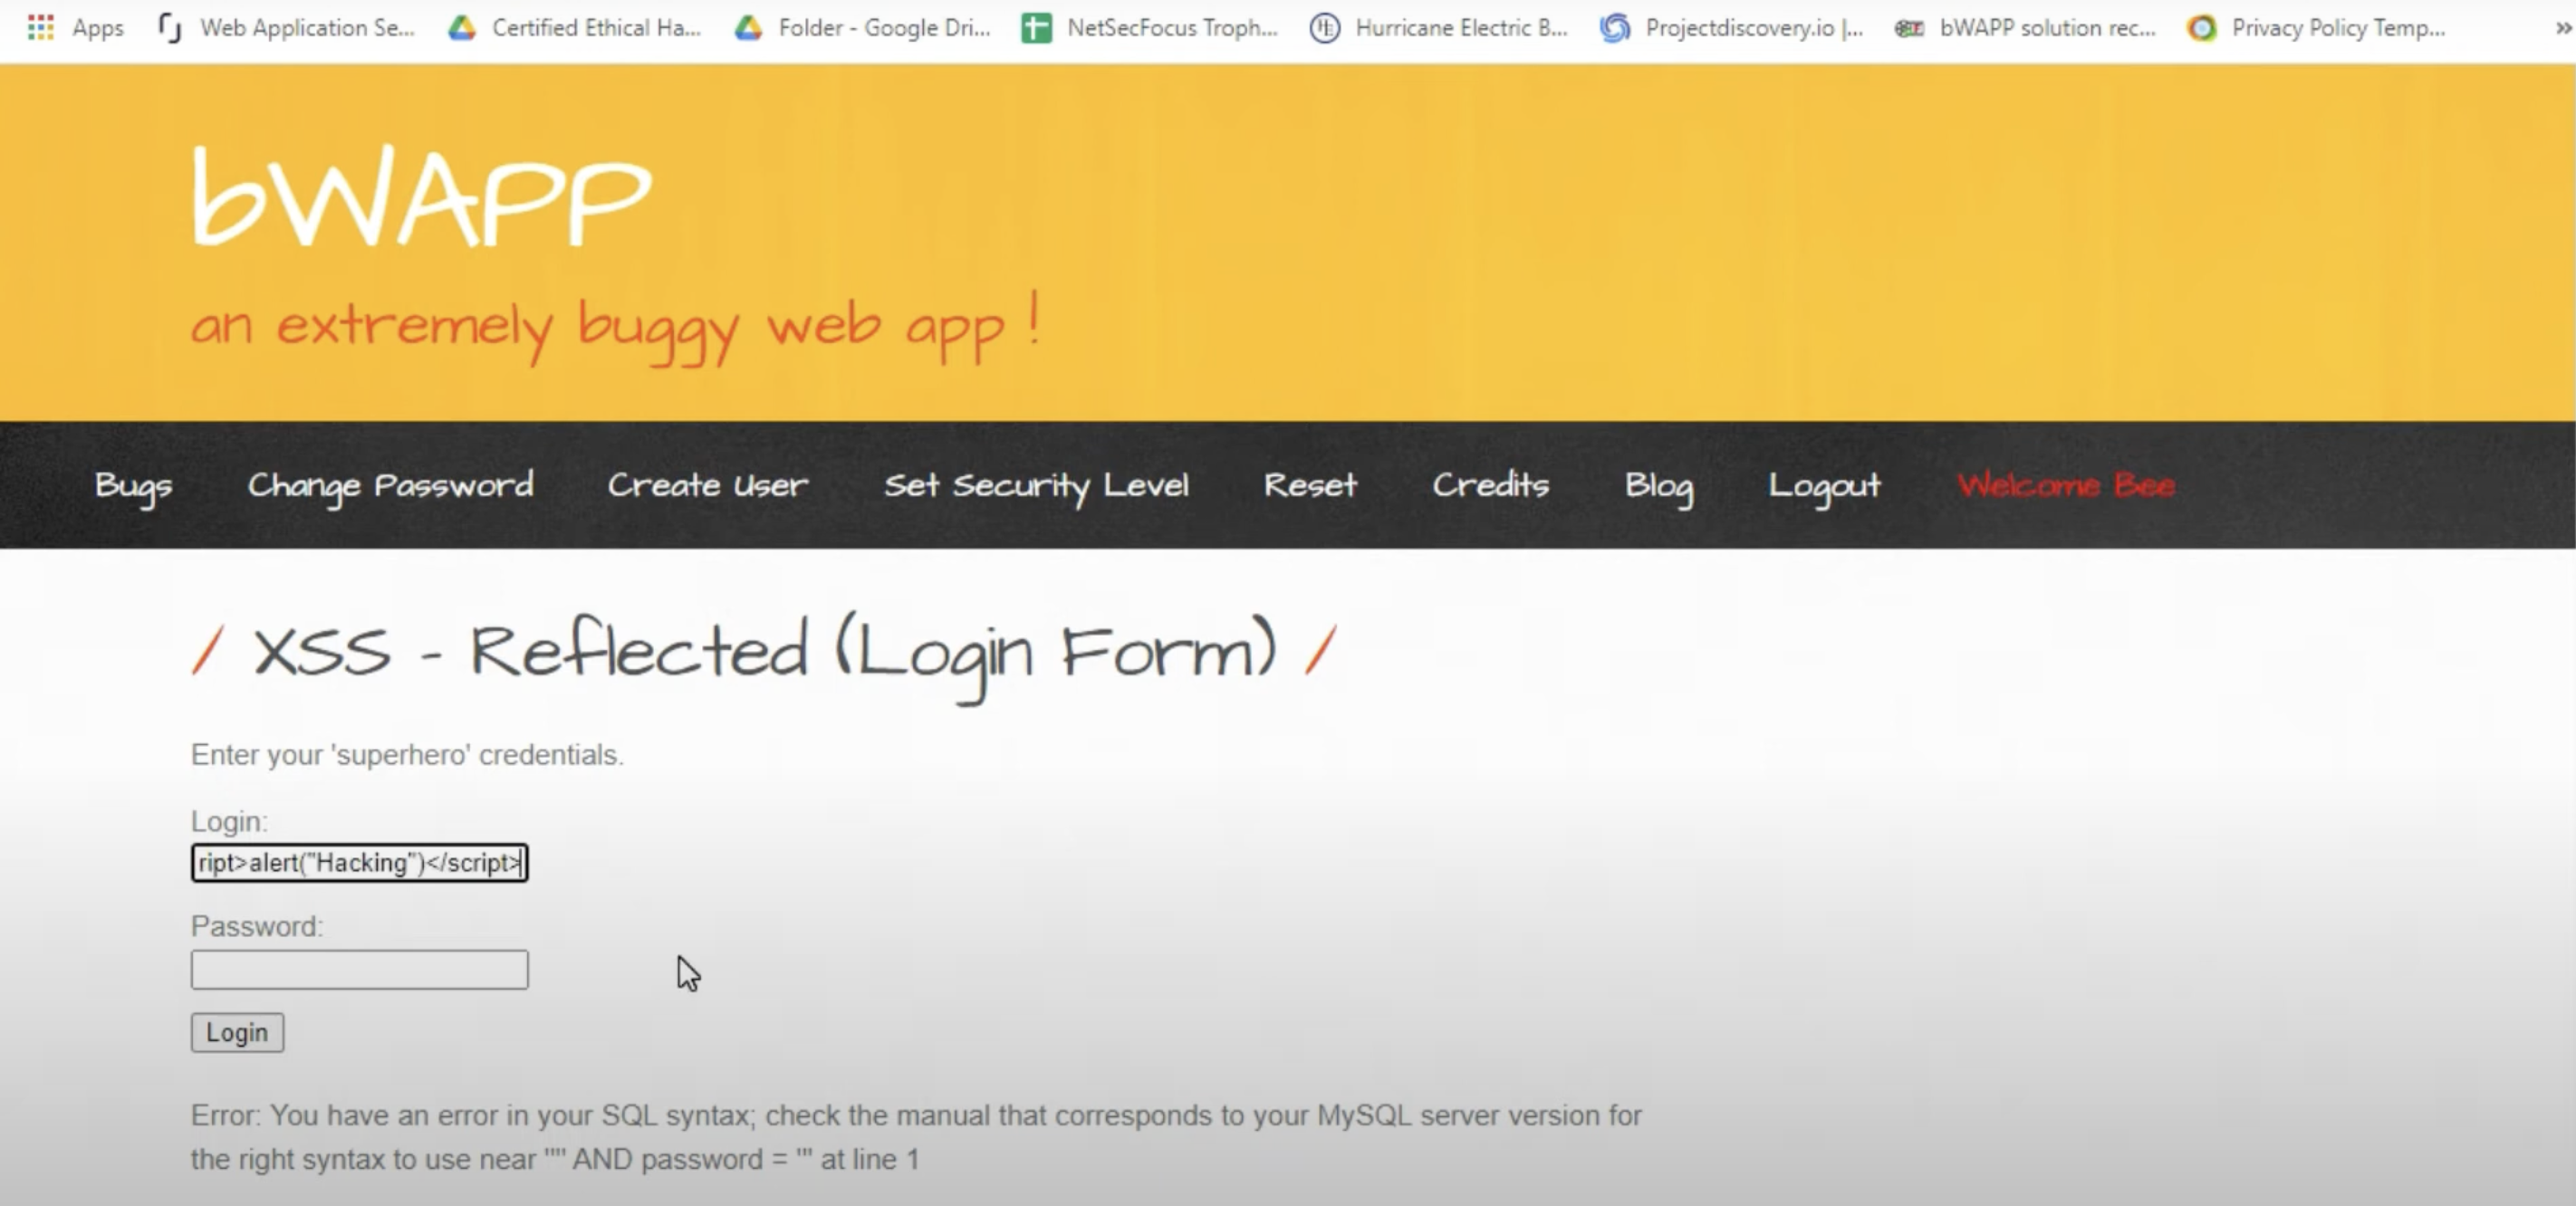 Apps Web Application Se... Certified Ethical Ha... Folder - Google Dri... NetSecFocus Troph... Hurricane Electric B... Projectdiscovery.io |... bWAPP solution rec... Privacy Policy Temp... »
bWAPP
an extremely buggy web app !
Bugs Change Password Create User Set Security Level Reset Credits Blog Logout Welcome Bee
/ XSS - Reflected (Login Form) /
Enter your 'superhero' credentials.
Login:
ript>alert("Hacking")</script>
Password:
Login
Error: You have an error in your SQL syntax; check the manual that corresponds to your MySQL server version for
the right syntax to use near '''' AND password = ''' at line 1